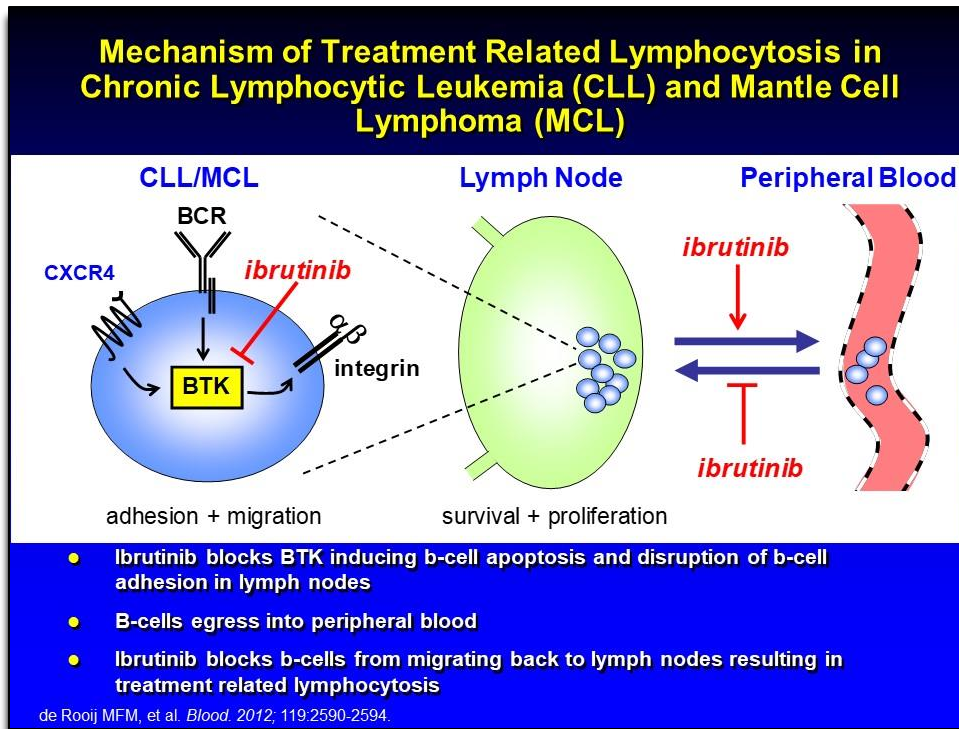 Mechanism of Treatment Related Lymphocytosis in
Chronic Lymphocytic Leukemia (CLL) and Mantle Cell
Lymphoma (MCL)
CLL/MCL
Lymph Node
Peripheral Blood
BCR
CXCR4
ibrutinib
ibrutinib
αβ
integrin
BTK
ibrutinib
adhesion + migration
survival + proliferation
● Ibrutinib blocks BTK inducing b-cell apoptosis and disruption of b-cell
adhesion in lymph nodes
● B-cells egress into peripheral blood
● Ibrutinib blocks b-cells from migrating back to lymph nodes resulting in
treatment related lymphocytosis
de Rooij MFM, et al. Blood. 2012; 119:2590-2594.